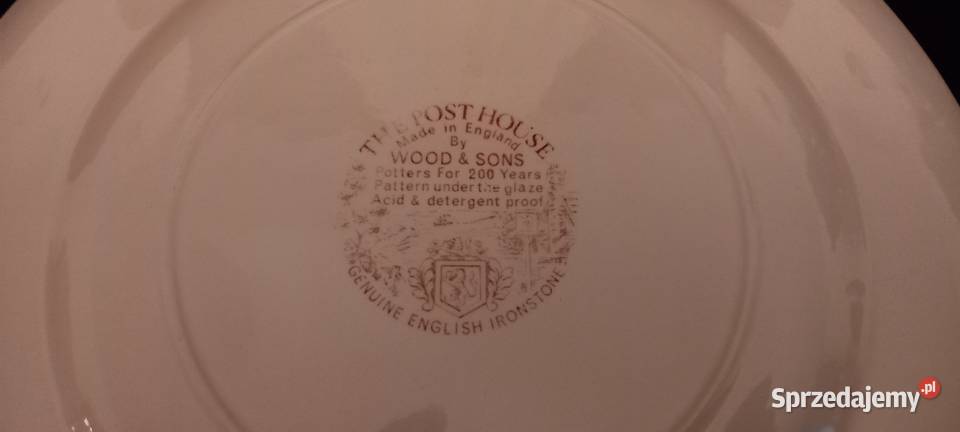 THE POST HOUSE
Made in England
By
WOOD & SONS
Potters For 200 Years
Pattern under the glaze
Acid & detergent proof
GENUINE ENGLISH IRONSTONE
Sprzedajemy.pl